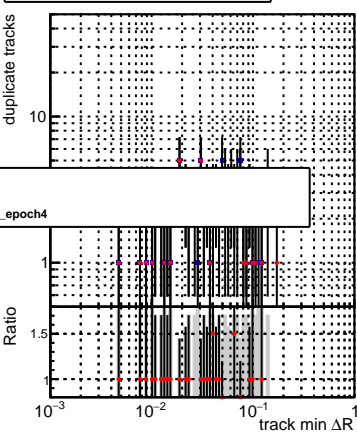 duplicate tracks
10
_epoch4
1
Ratio
1.5
1
10−3 10−2 10−1 1
track min ΔR